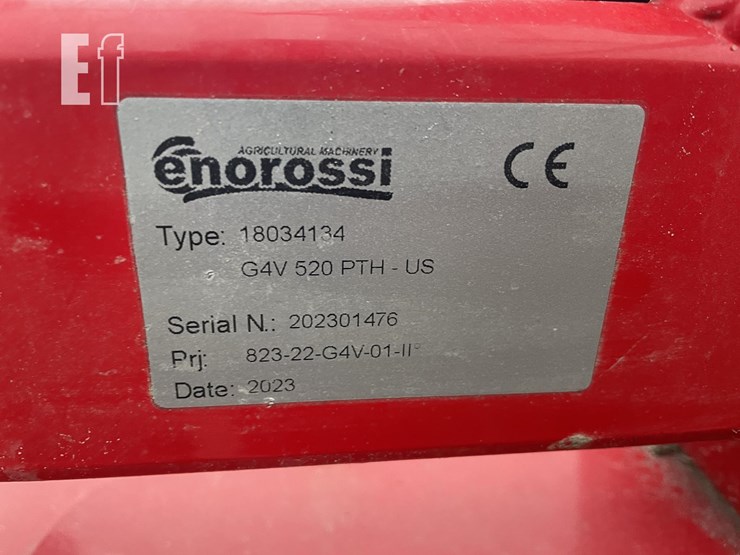 Ef
AGRICULTURAL MACHINERY
enorossi
CE
Type: 18034134
G4V 520 PTH - US
Serial N.: 202301476
Prj: 823-22-G4V-01-II°
Date: 2023